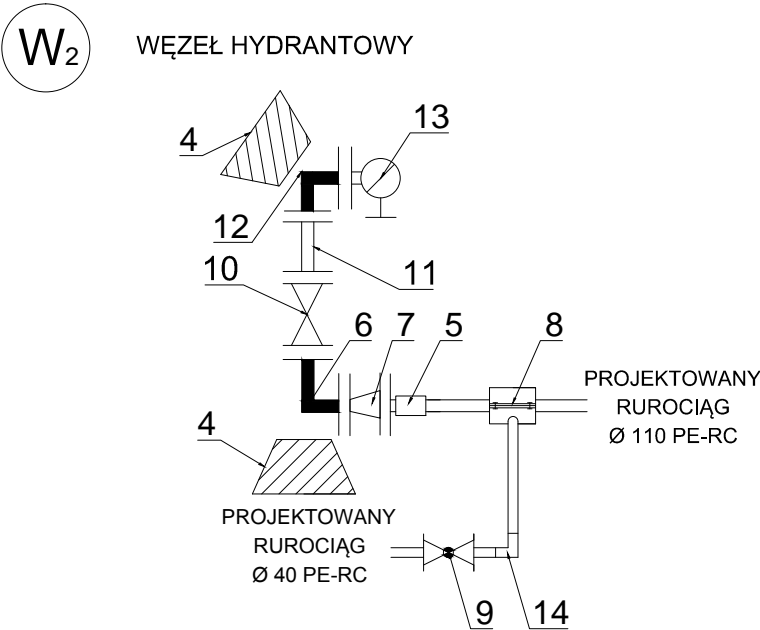 W2
WĘZEŁ HYDRANTOWY
13
4
12
10
11
6
7
5
8
PROJEKTOWANY
RUROCIĄG
Ø 110 PE-RC
4
PROJEKTOWANY
RUROCIĄG
Ø 40 PE-RC
9
14